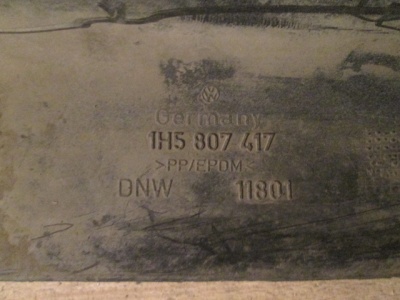 Germany
1H5 807 417
>PP/EPDM<
DNW 11801